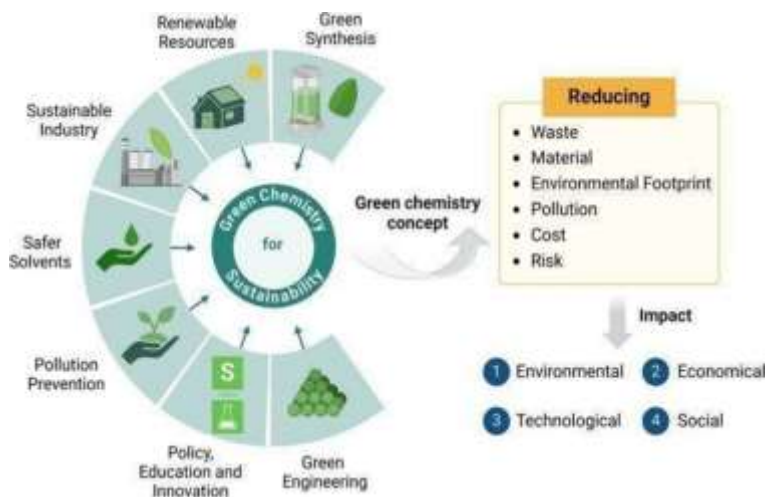 Renewable
Resources
Green
Synthesis
Sustainable
Industry
Safer
Solvents
Pollution
Prevention
S
Policy,
Education and
Innovation
Green
Engineering
Green Chemistry
for
Sustainability
Green chemistry
concept
Reducing
• Waste
• Material
• Environmental Footprint
• Pollution
• Cost
• Risk
Impact
1 Environmental
2 Economical
3 Technological
4 Social